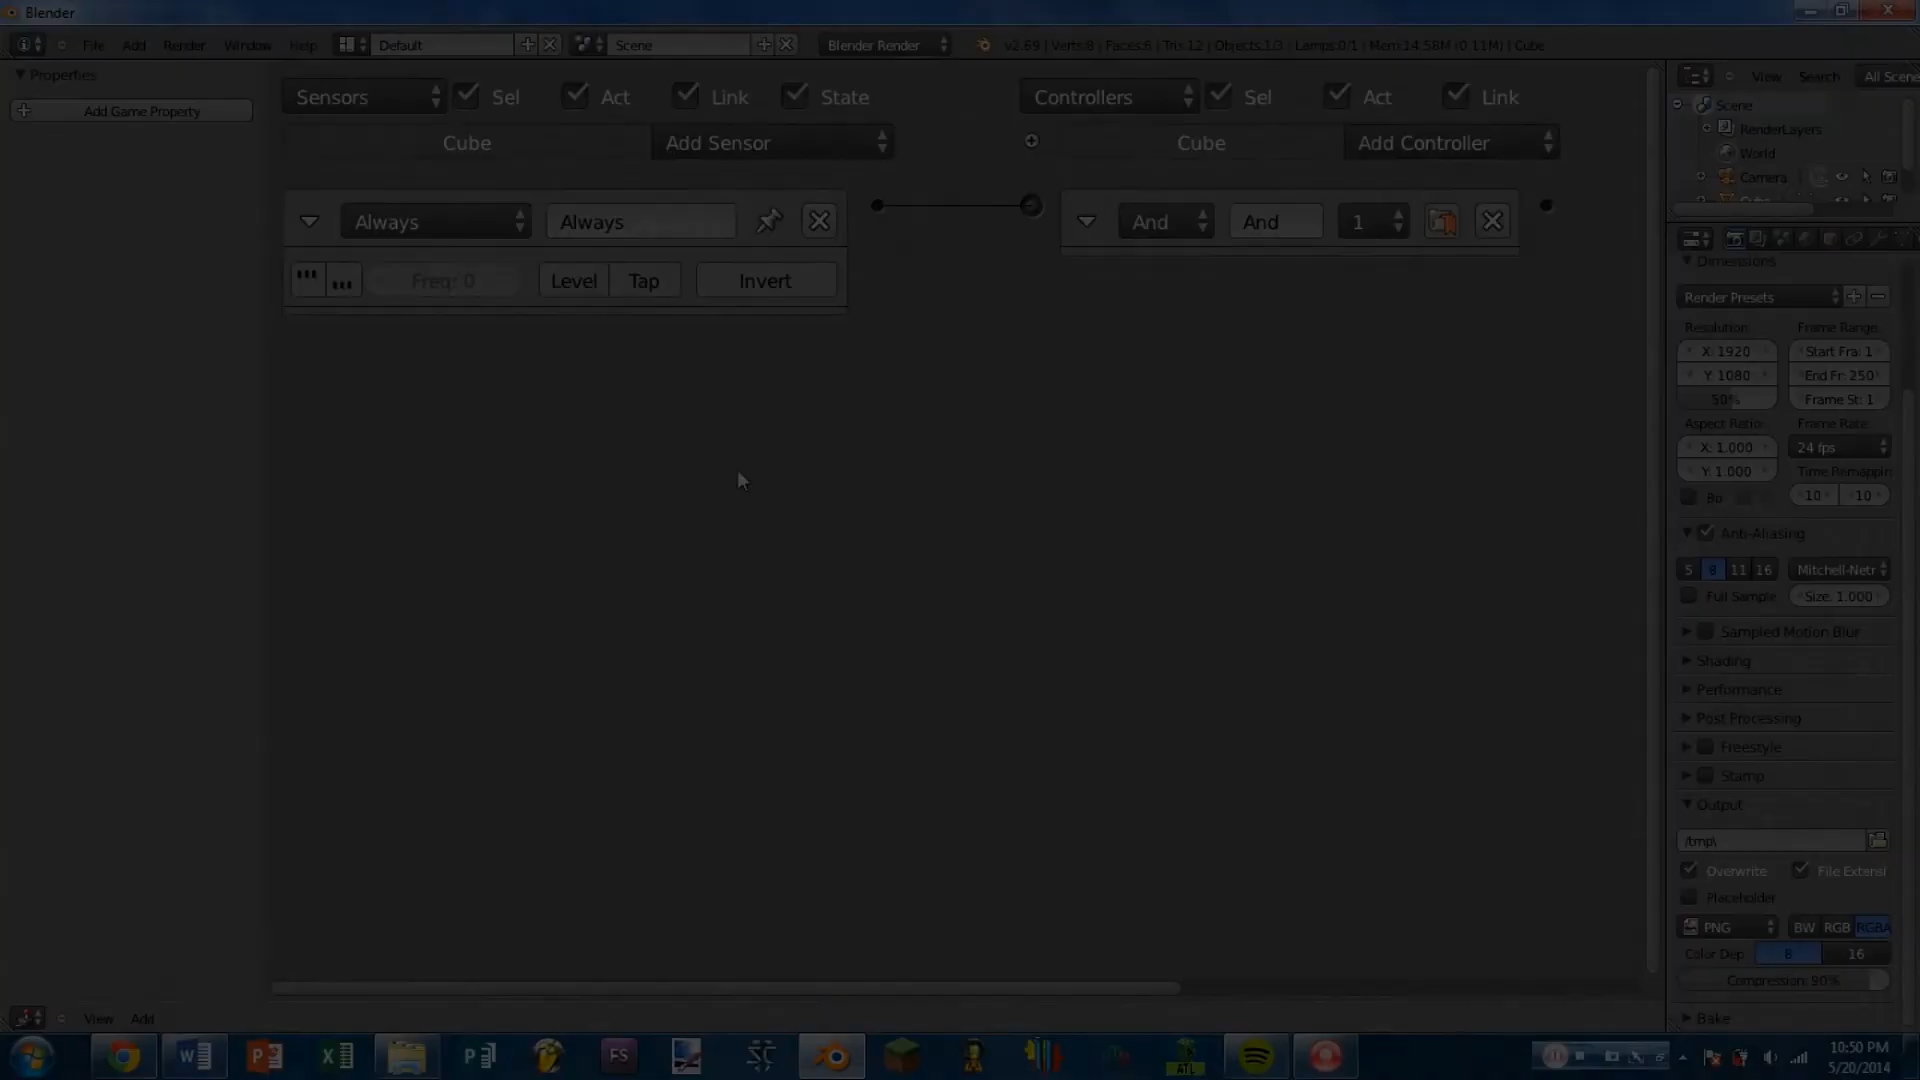 Blender
File Add Render Window Help Default Scene Blender Render v2.69 | Verts:8 | Faces:6 | Tris:12 | Objects:1/3 | Lamps:0/1 | Mem:14.58M (0.11M) | Cube
Properties
Add Game Property
Sensors Sel Act Link State Controllers Sel Act Link
Cube Add Sensor Cube Add Controller
Always Always And And 1
Freq: 0 Level Tap Invert
View Search All Scene
Scene
RenderLayers
World
Camera
Dimensions
Render Presets
Resolution: Frame Range:
X: 1920 Start Fra: 1
Y: 1080 End Fr: 250
50% Frame St: 1
Aspect Ratio: Frame Rate:
X: 1.000 24 fps
Y: 1.000 Time Remappin
Bo 10 10
Anti-Aliasing
5 8 11 16 Mitchell-Netr
Full Sample Size: 1.000
Sampled Motion Blur
Shading
Performance
Post Processing
Freestyle
Stamp
Output
/tmp\
Overwrite File Extensi
Placeholder
PNG BW RGB RGBA
Color Dep 8 16
Compression: 90%
Bake
View Add
FS
ATL
10:50 PM
5/20/2014